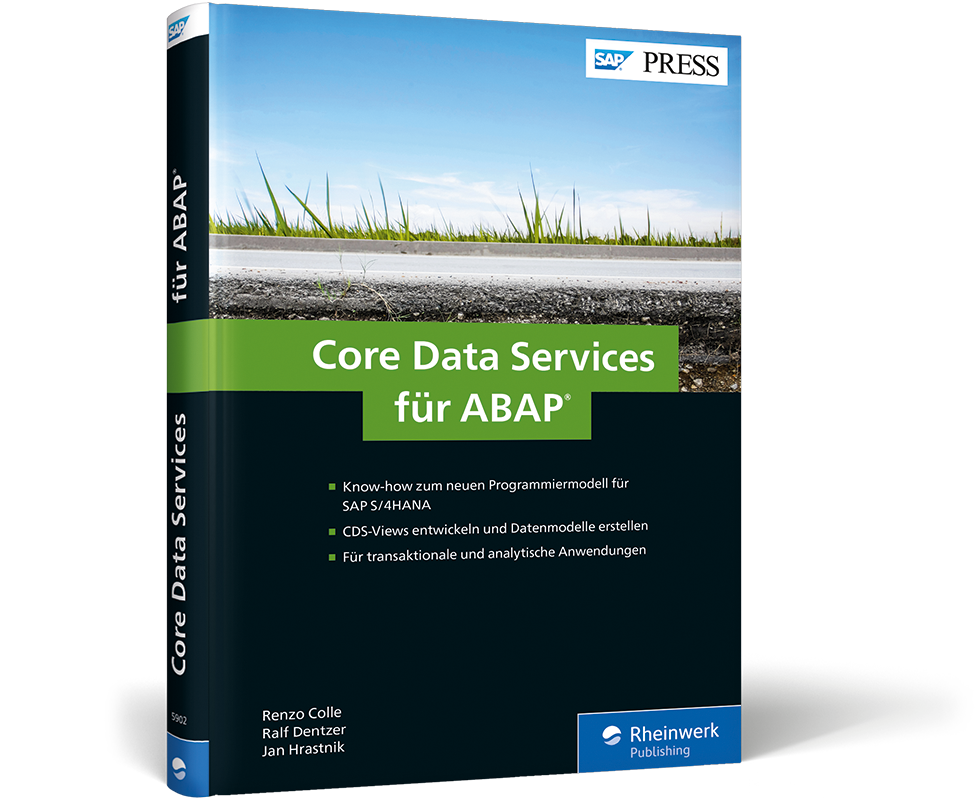 SAP
PRESS
Core Data Services
für ABAP®
Know-how zum neuen Programmiermodell für
SAP S/4HANA
CDS-Views entwickeln und Datenmodelle erstellen
Für transaktionale und analytische Anwendungen
Renzo Colle
Ralf Dentzer
Jan Hrastnik
Rheinwerk
Publishing
SAP
Core Data Services
für ABAP®
5902